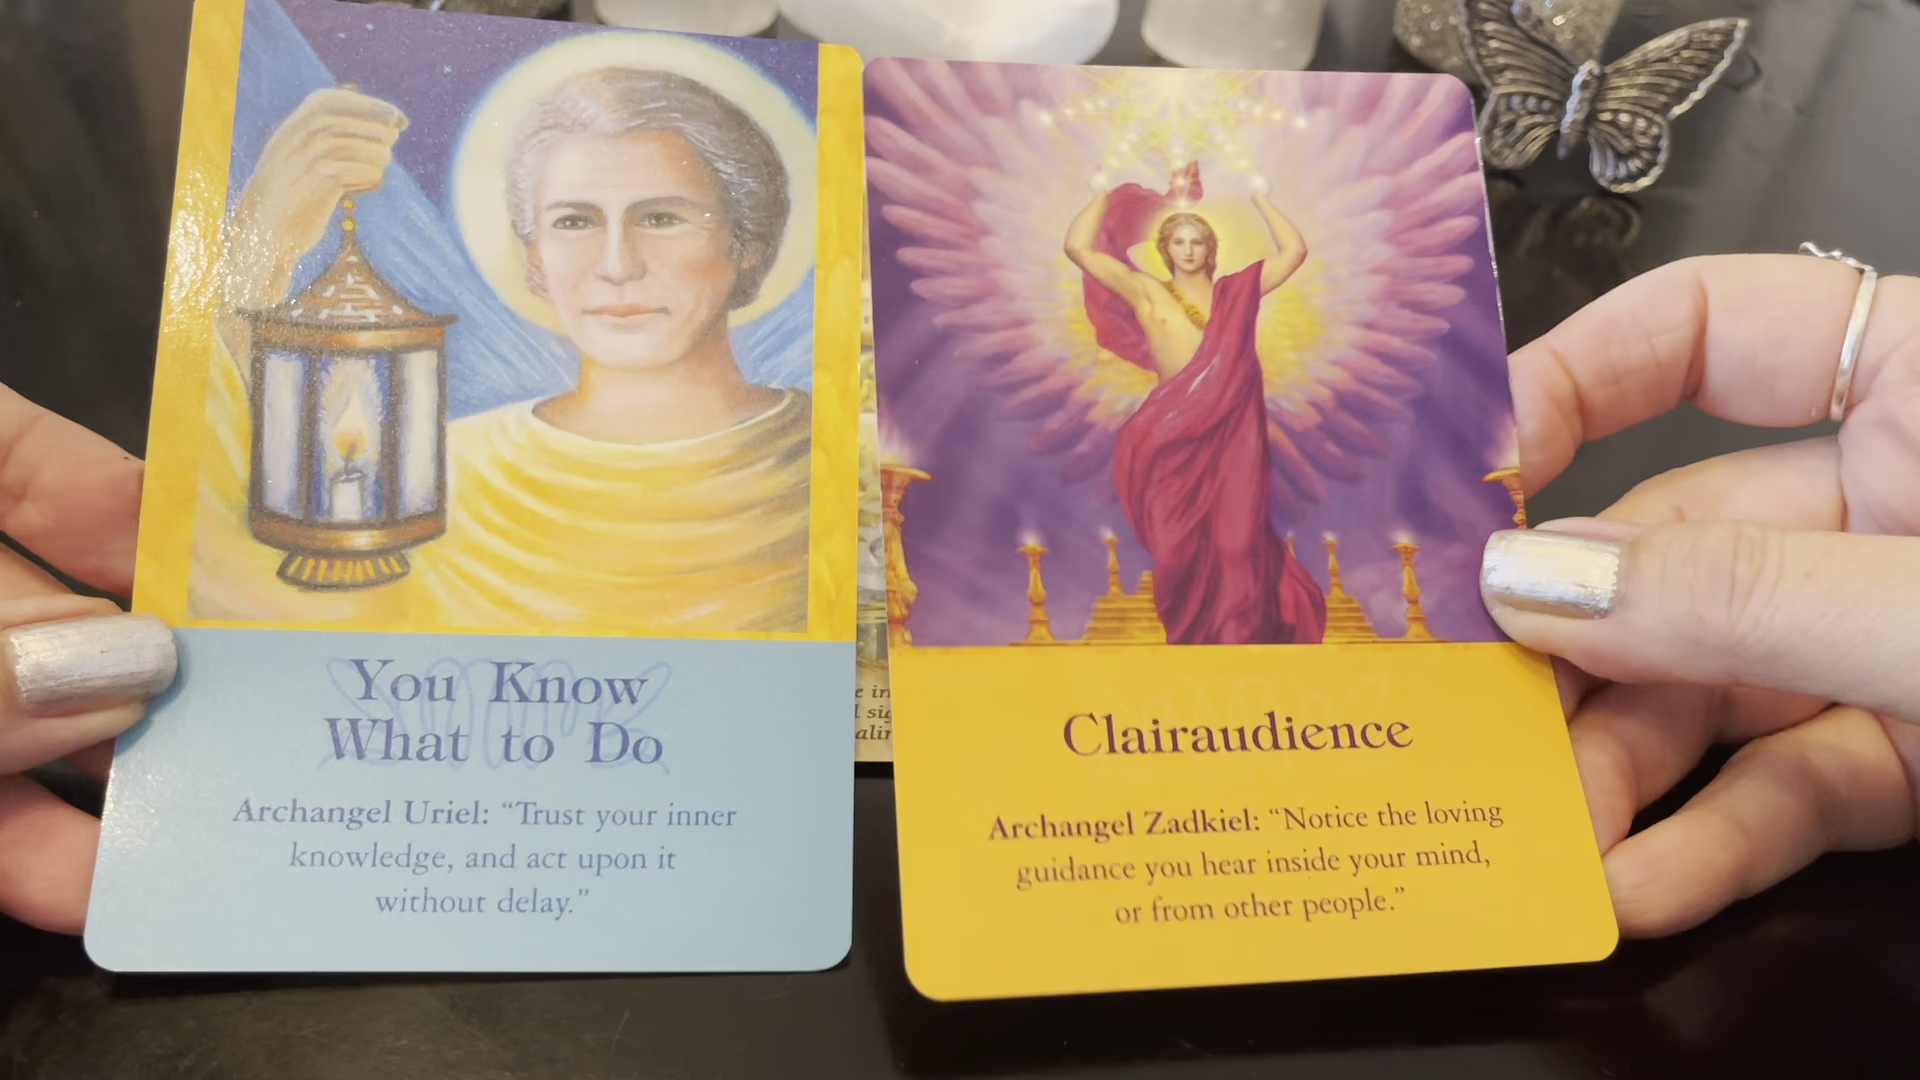 You Know
What to Do
Archangel Uriel: “Trust your inner
knowledge, and act upon it
without delay.”
Clairaudience
Archangel Zadkiel: “Notice the loving
guidance you hear inside your mind,
or from other people.”